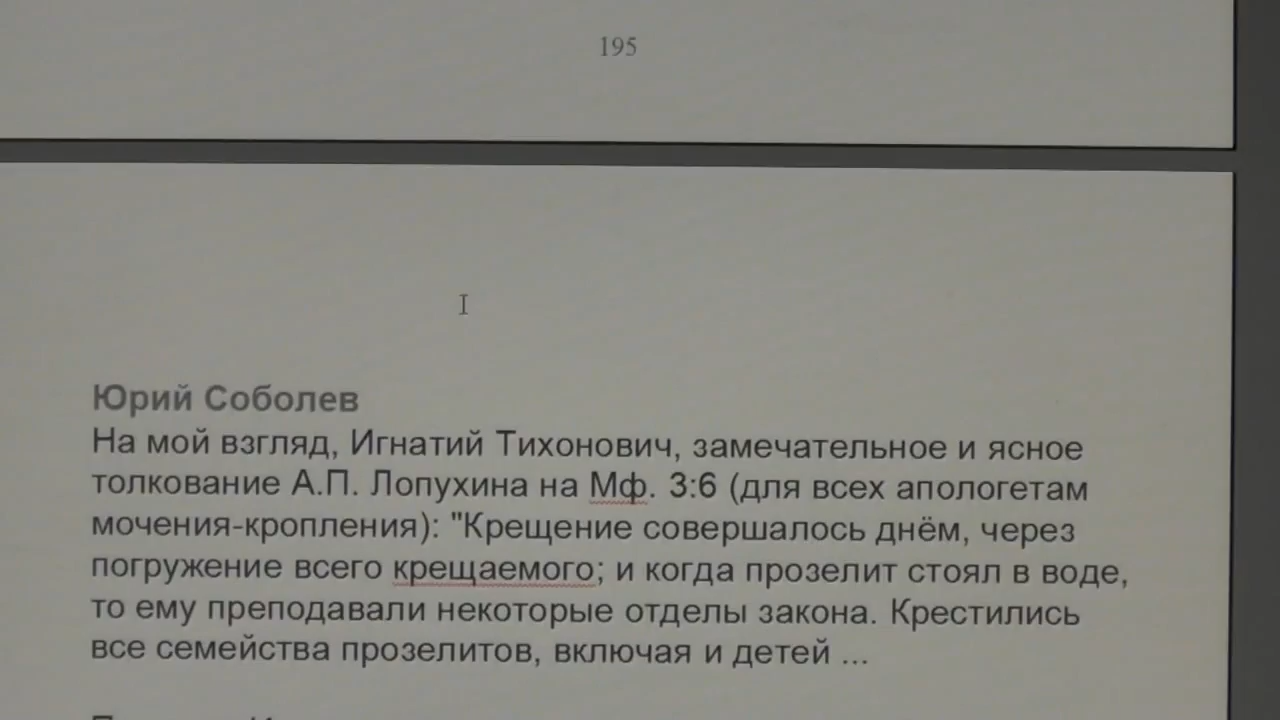 195
Юрий Соболев
На мой взгляд, Игнатий Тихонович, замечательное и ясное
толкование А.П. Лопухина на Мф. 3:6 (для всех апологетам
мочения-кропления): "Крещение совершалось днём, через
погружение всего крещаемого; и когда прозелит стоял в воде,
то ему преподавали некоторые отделы закона. Крестились
все семейства прозелитов, включая и детей ...